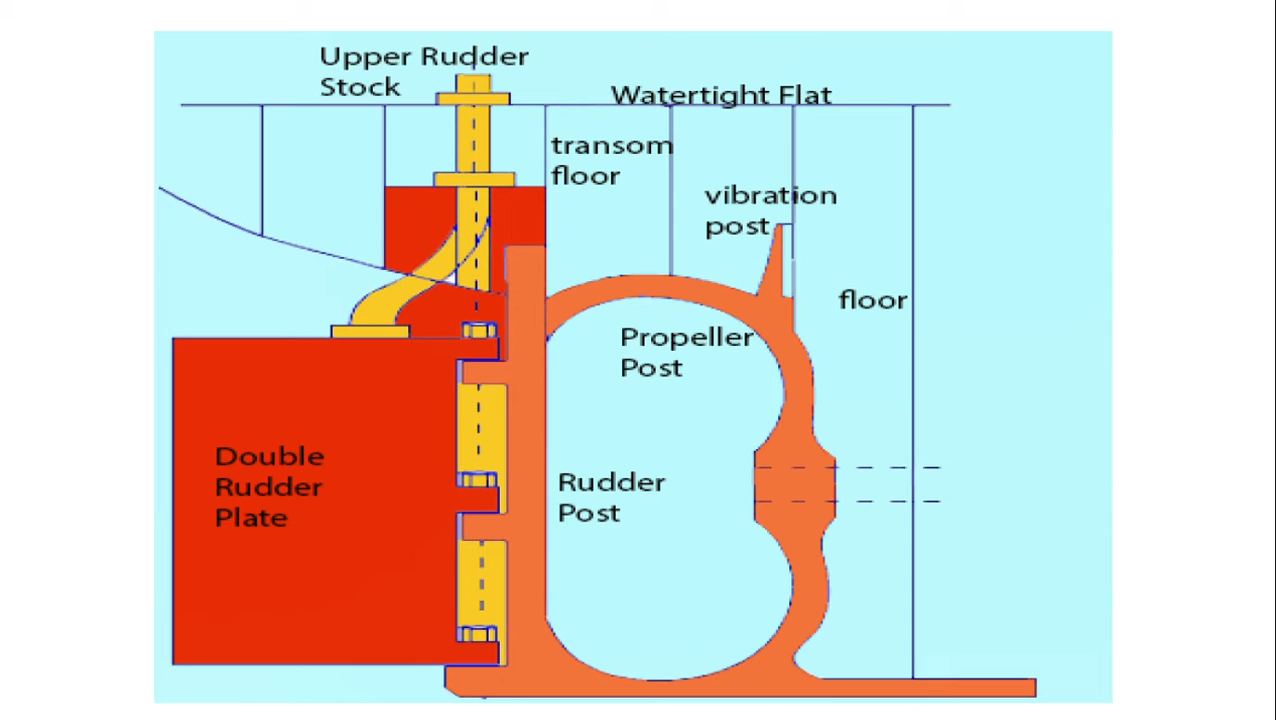 Upper Rudder
Stock
Watertight Flat
transom
floor
vibration
post
floor
Propeller
Post
Double
Rudder
Plate
Rudder
Post